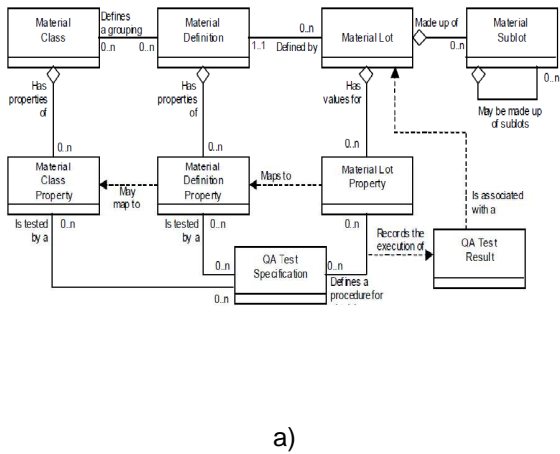 Material
Class
Defines
a grouping
0..n
0..n
Material
Definition
1..1
0..n
Defined by
Material Lot
Made up of
0..n
Material
Sublot
0..n
May be made up
of sublots
Has
properties
of
0..n
Has
properties
of
0..n
Has
values for
0..n
Material
Class
Property
May
map to
Material
Definition
Property
Maps to
Material Lot
Property
Is associated
with a
Is tested
by a
0..n
Is tested
by a
0..n
0..n
Records the
execution of
QA Test
Result
0..n
0..n
QA Test
Specification
0..n
Defines a
procedure for
a)